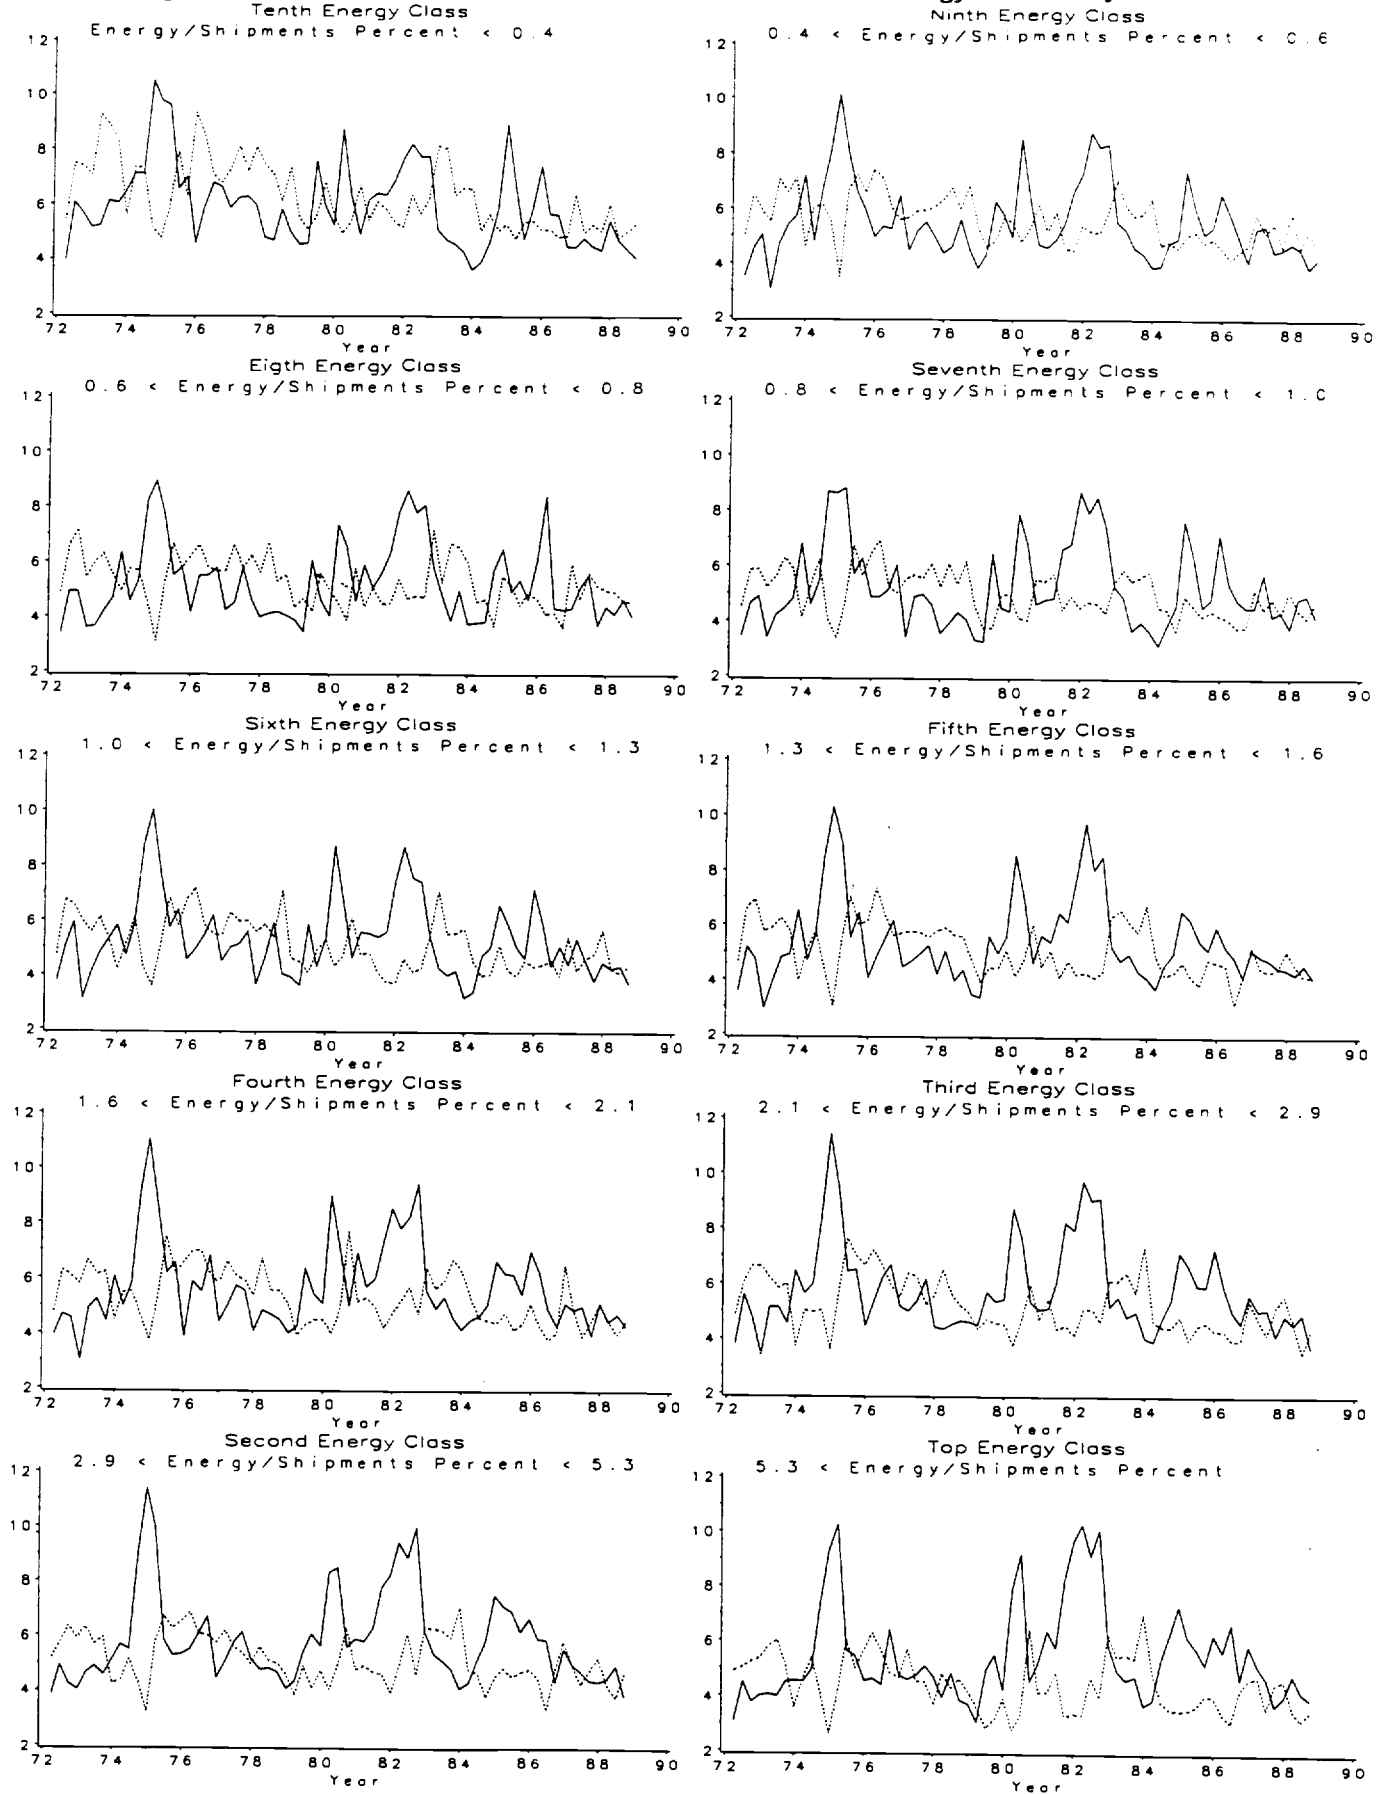 Tenth Energy Class
Energy/Shipments Percent < 0.4
12
10
8
6
4
2
72 74 76 78 80 82 84 86 88 90
Year
Ninth Energy Class
0.4 < Energy/Shipments Percent < 0.6
12
10
8
6
4
2
72 74 76 78 80 82 84 86 88 90
Year
Eigth Energy Class
0.6 < Energy/Shipments Percent < 0.8
12
10
8
6
4
2
72 74 76 78 80 82 84 86 88 90
Year
Seventh Energy Class
0.8 < Energy/Shipments Percent < 1.0
12
10
8
6
4
2
72 74 76 78 80 82 84 86 88 90
Year
Sixth Energy Class
1.0 < Energy/Shipments Percent < 1.3
12
10
8
6
4
2
72 74 76 78 80 82 84 86 88 90
Year
Fifth Energy Class
1.3 < Energy/Shipments Percent < 1.6
12
10
8
6
4
2
72 74 76 78 80 82 84 86 88 90
Year
Fourth Energy Class
1.6 < Energy/Shipments Percent < 2.1
12
10
8
6
4
2
72 74 76 78 80 82 84 86 88 90
Year
Third Energy Class
2.1 < Energy/Shipments Percent < 2.9
12
10
8
6
4
2
72 74 76 78 80 82 84 86 88 90
Year
Second Energy Class
2.9 < Energy/Shipments Percent < 5.3
12
10
8
6
4
2
72 74 76 78 80 82 84 86 88 90
Year
Top Energy Class
5.3 < Energy/Shipments Percent
12
10
8
6
4
2
72 74 76 78 80 82 84 86 88 90
Year